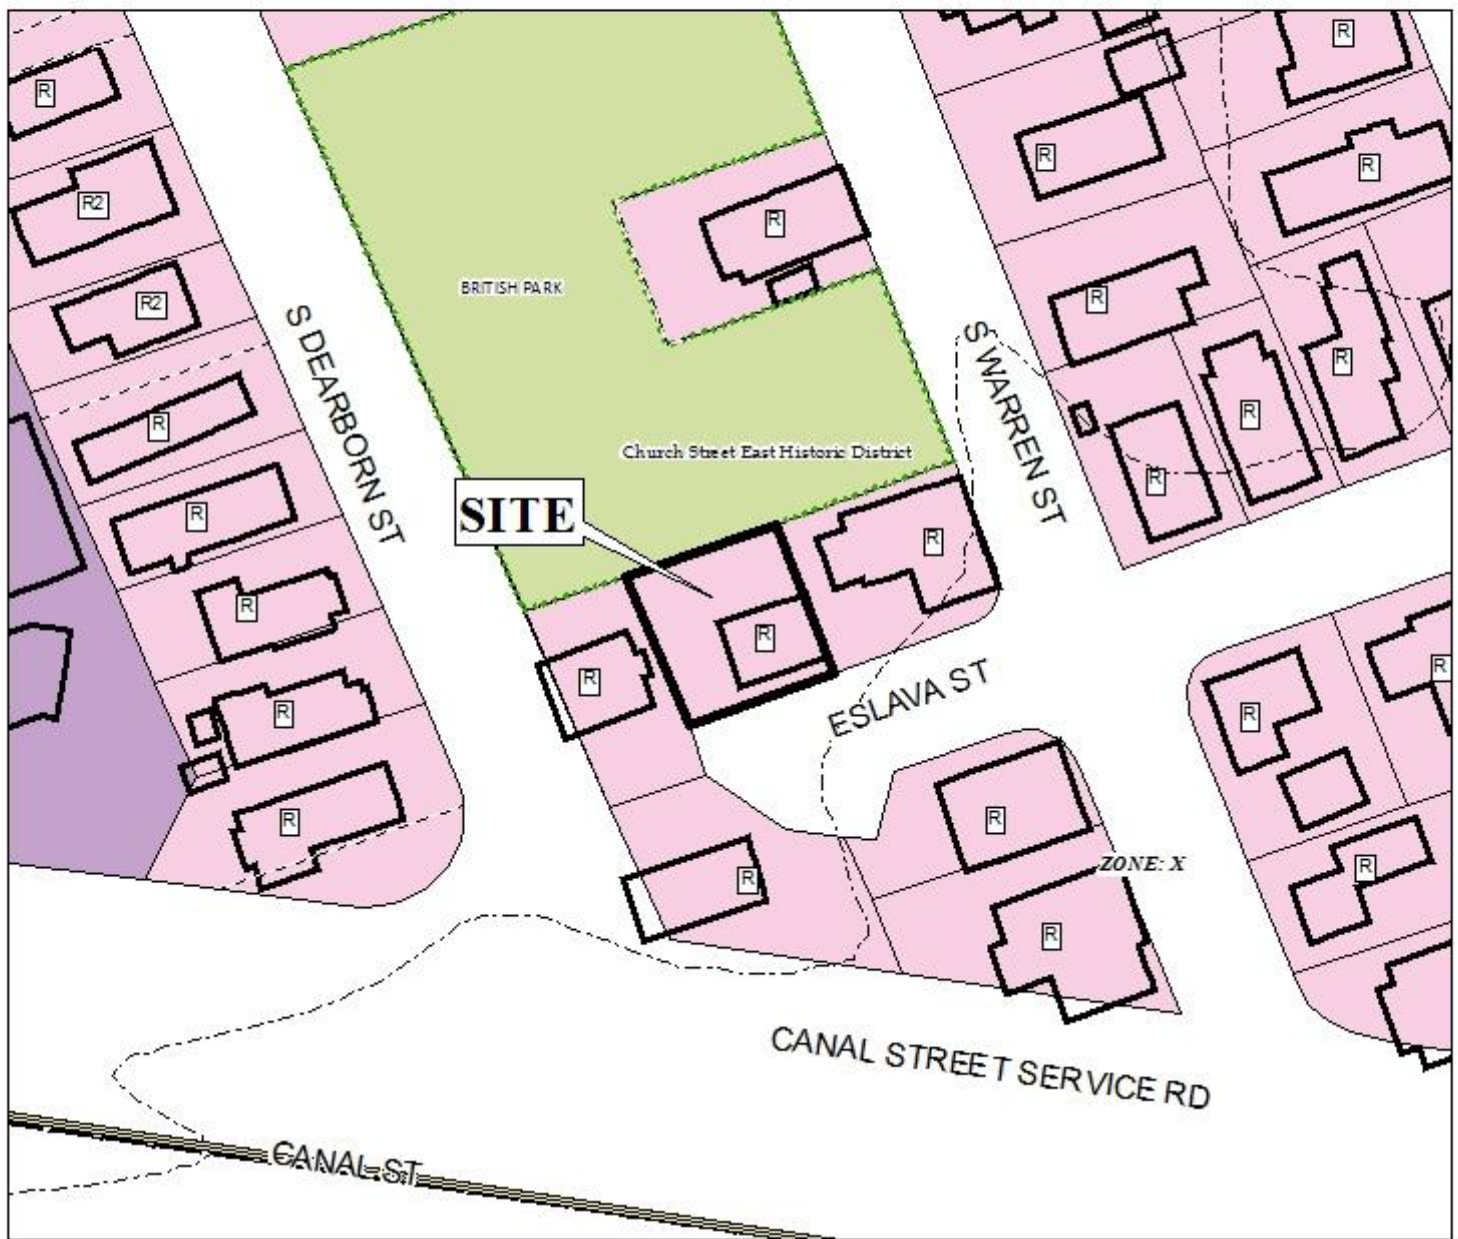 R
R
R
R
R2
R
R
R2
BRITISH PARK
R
S DEARBORN ST
S WARREN ST
R
R
R
Church Street East Historic District
R
R
SITE
R
R
R
R
R
R
R
ESLAVA ST
R
R
R
R
ZONE: X
R
R
R
CANAL STREET SERVICE RD
CANAL ST